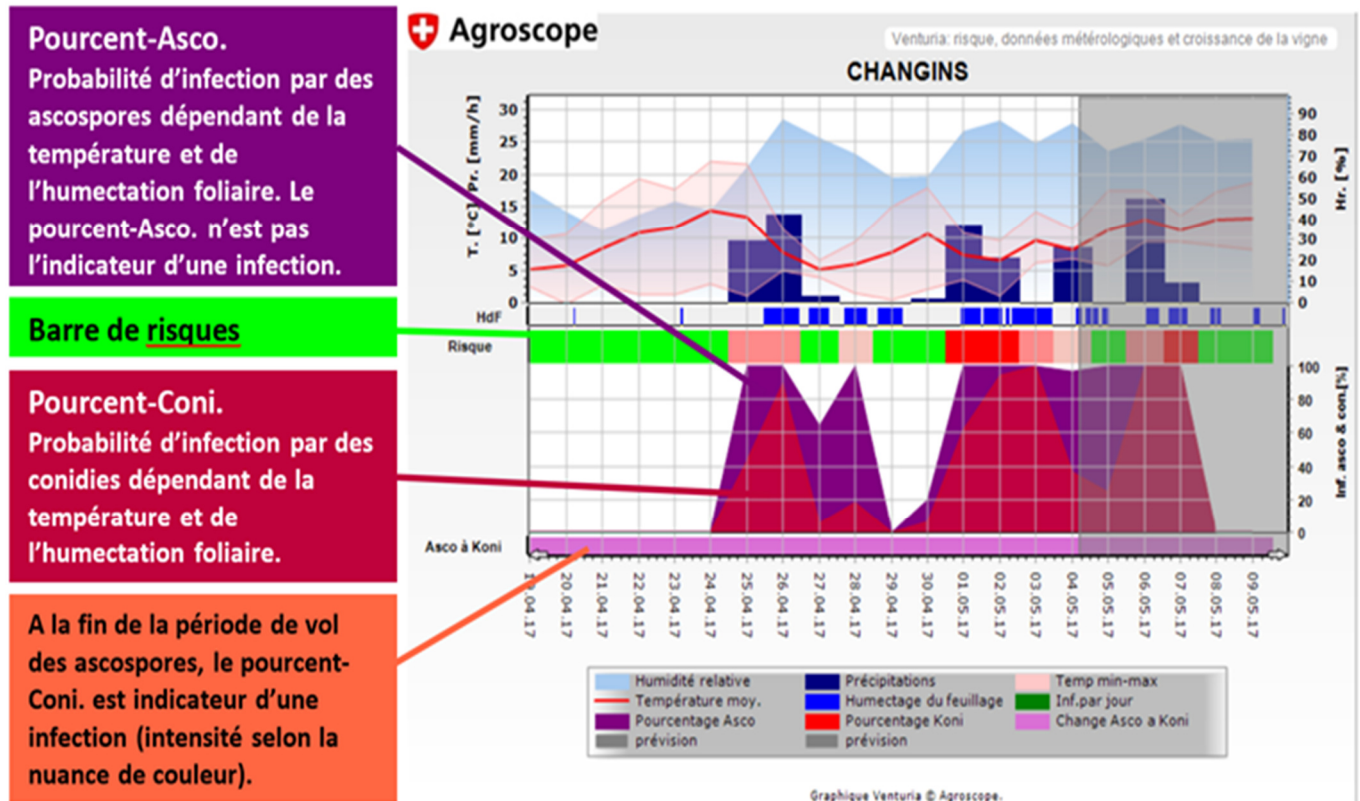 Pourcent-Asco.
Probabilité d’infection par des
ascospores dépendant de la
température et de
l’humectation foliaire. Le
pourcent-Asco. n’est pas
l’indicateur d’une infection.
Barre de risques
Pourcent-Coni.
Probabilité d’infection par des
conidies dépendant de la
température et de
l’humectation foliaire.
A la fin de la période de vol
des ascospores, le pourcent-
Coni. est indicateur d’une
infection (intensité selon la
nuance de couleur).
Agroscope
Venturia: risque, données métérologiques et croissance de la vigne
CHANGINS
T. [°C] Pr. [mm/h]
30
25
20
15
10
5
0
90
80
70
60
50
40
30
20
10
0
Hr. [%]
HdF
Risque
100
80
60
40
20
0
Inf. asco & con.[%]
Asco à Koni
19.04.17
20.04.17
21.04.17
22.04.17
23.04.17
24.04.17
25.04.17
26.04.17
27.04.17
28.04.17
29.04.17
30.04.17
01.05.17
02.05.17
03.05.17
04.05.17
05.05.17
06.05.17
07.05.17
08.05.17
09.05.17
Humidité relative
Précipitations
Temp min-max
Température moy.
Humectage du feuillage
Inf.par jour
Pourcentage Asco
Pourcentage Koni
Change Asco a Koni
prévision
prévision
Graphique Venturia © Agroscope.